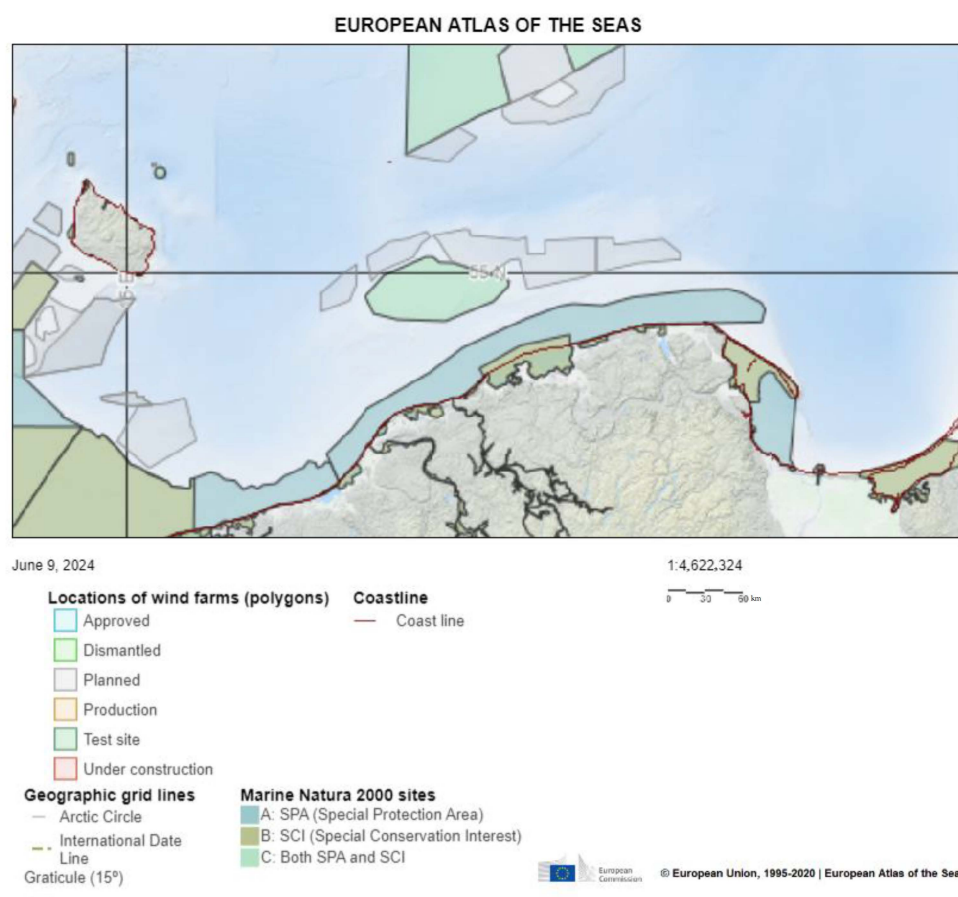 EUROPEAN ATLAS OF THE SEAS
55°N
15°E
June 9, 2024
1:4,622,324
0 30 60 km
Locations of wind farms (polygons)
Approved
Dismantled
Planned
Production
Test site
Under construction
Coastline
Coast line
Geographic grid lines
Arctic Circle
International Date
Line
Graticule (15º)
Marine Natura 2000 sites
A: SPA (Special Protection Area)
B: SCI (Special Conservation Interest)
C: Both SPA and SCI
European
Commission
© European Union, 1995-2020 | European Atlas of the Sea